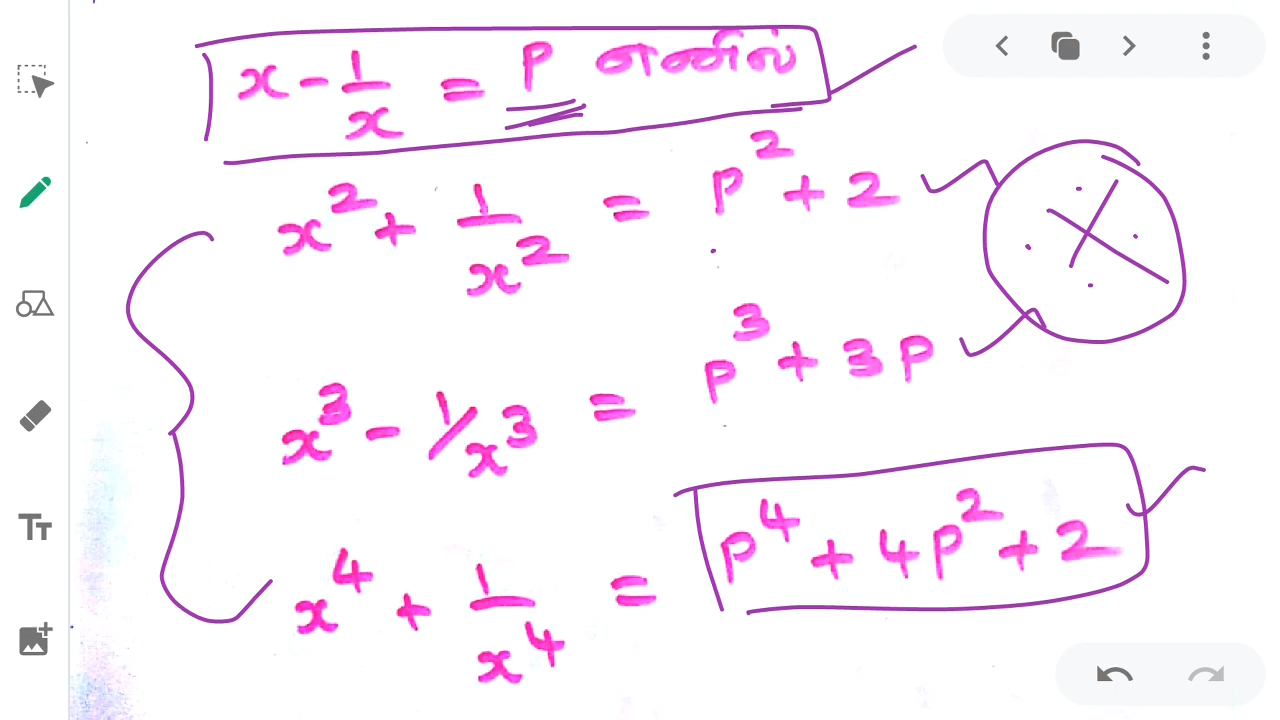 x - 1/x = P எனில்
x² + 1/x² = P² + 2
x³ - 1/x³ = P³ + 3P
x⁴ + 1/x⁴ = P⁴ + 4P² + 2